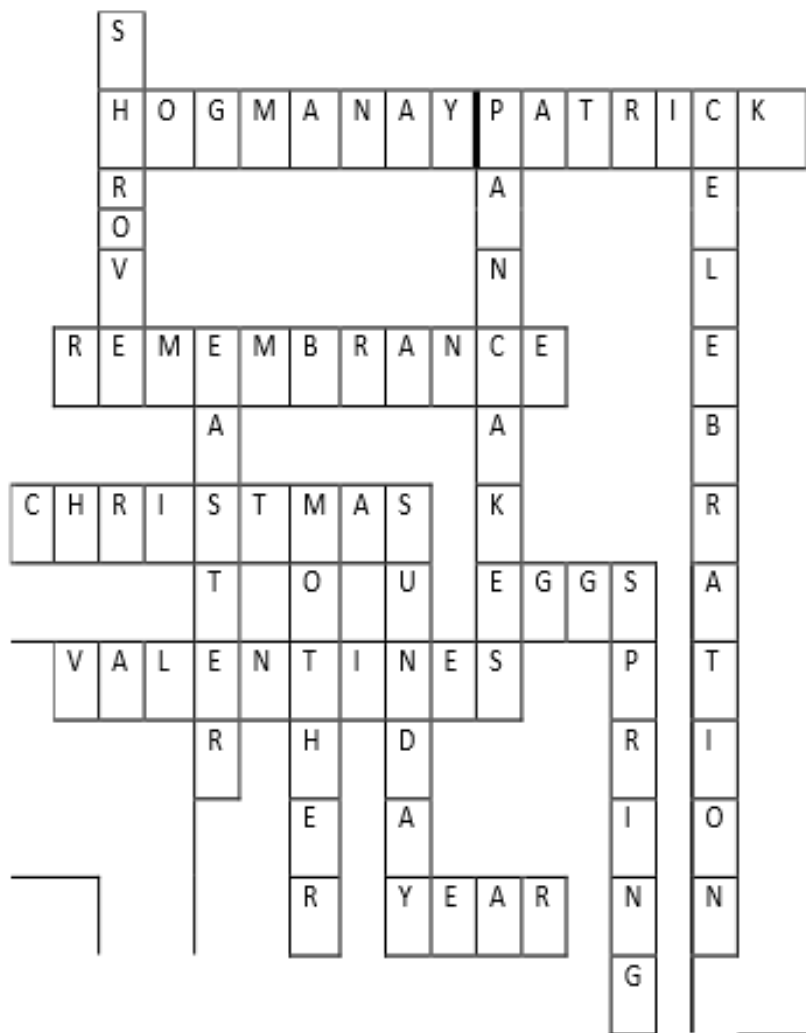 S
HOGMANAYPATRICK
R A E
O
V N L
REMEMBRANCE E
A A B
CHRISTMAS K R
T O U EGGS A
VALENTINES P T
R H D R I
E A I O
R YEAR N N
G